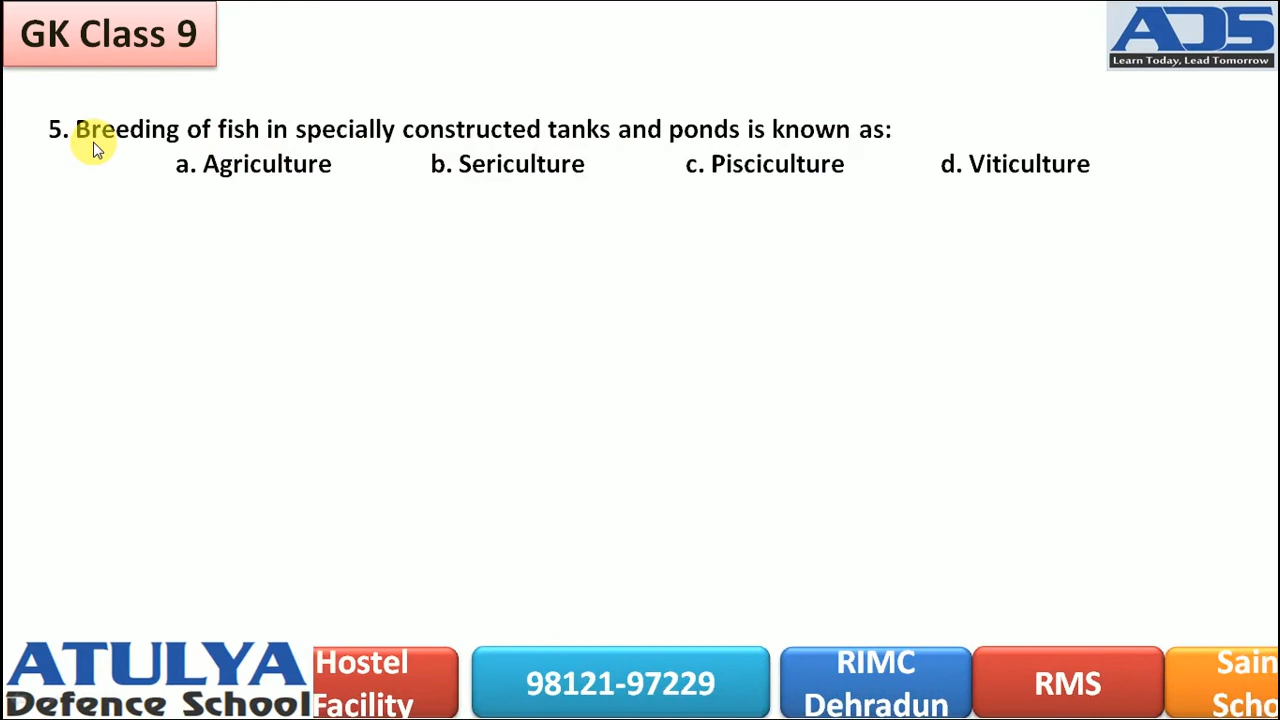 GK Class 9
ADS
Learn Today, Lead Tomorrow
5. Breeding of fish in specially constructed tanks and ponds is known as:
a. Agriculture b. Sericulture c. Pisciculture d. Viticulture
ATULYA
Defence School
Hostel
Facility
98121-97229
RIMC
Dehradun
RMS
Sain
Scho